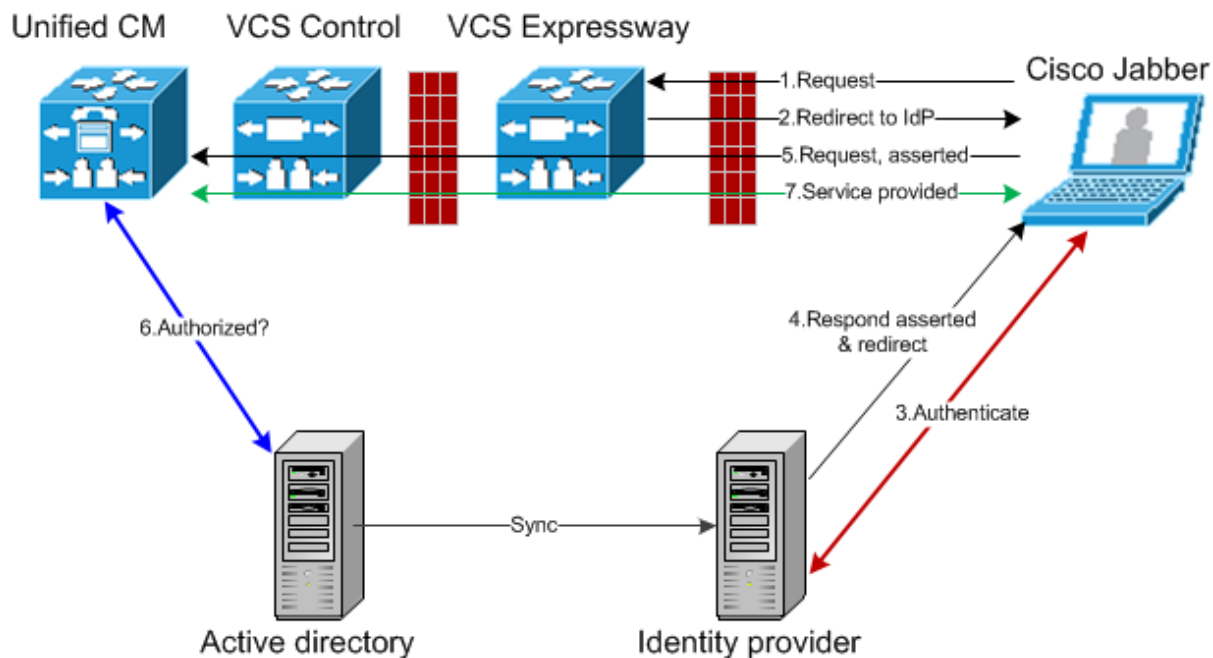 Unified CM
VCS Control
VCS Expressway
Cisco Jabber
1.Request
2.Redirect to IdP
5.Request, asserted
7.Service provided
6.Authorized?
4.Respond asserted
& redirect
3.Authenticate
Sync
Active directory
Identity provider